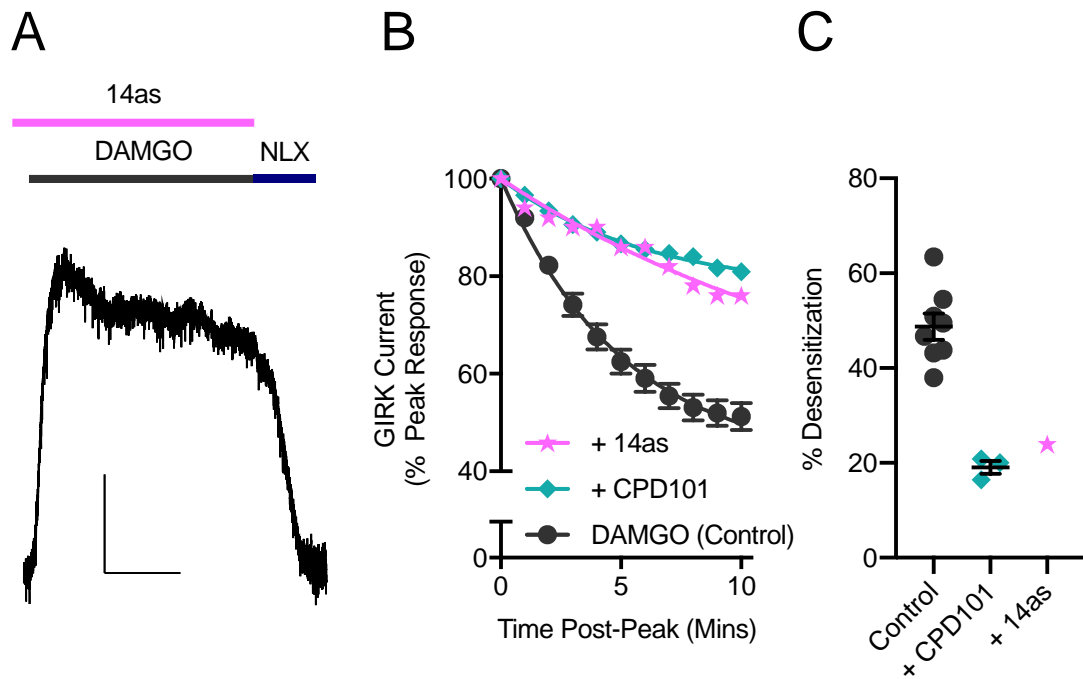 A
14as
DAMGO
NLX
B
GIRK Current
(% Peak Response)
100
80
60
40
0
+ 14as
+ CPD101
DAMGO (Control)
0
5
10
Time Post-Peak (Mins)
C
% Desensitization
80
60
40
20
0
Control
+ CPD101
+ 14as